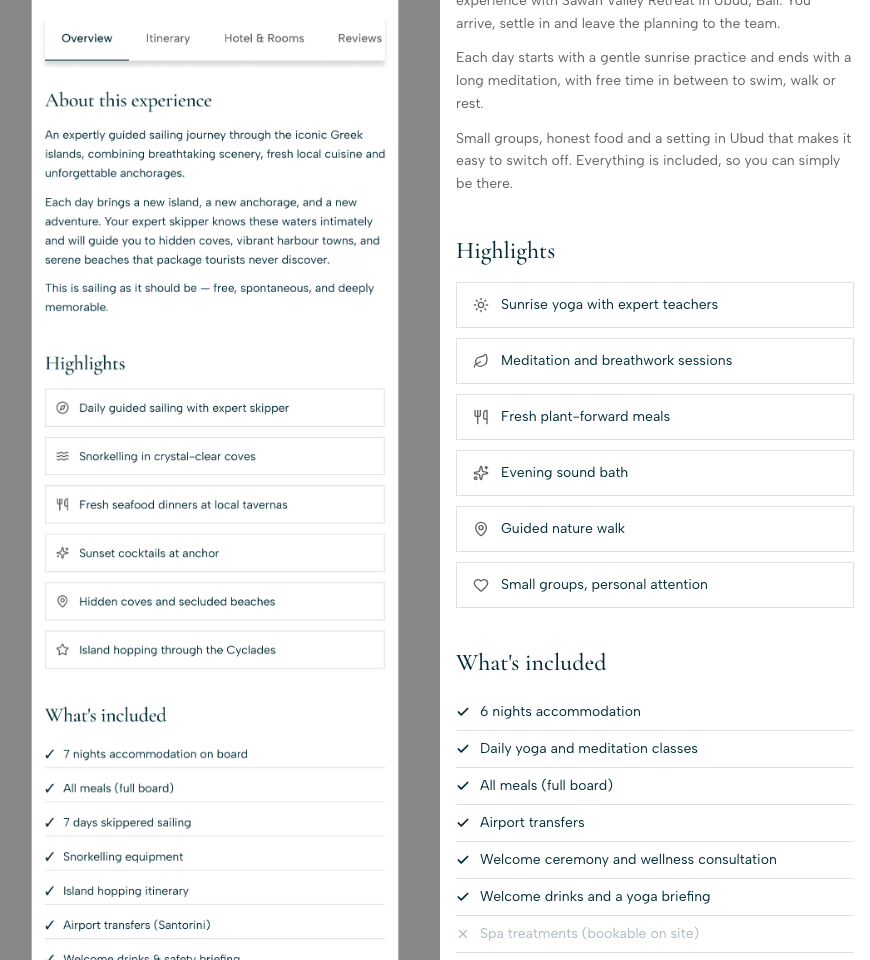 Overview Itinerary Hotel & Rooms Reviews
About this experience
An expertly guided sailing journey through the iconic Greek
islands, combining breathtaking scenery, fresh local cuisine and
unforgettable anchorages.
Each day brings a new island, a new anchorage, and a new
adventure. Your expert skipper knows these waters intimately
and will guide you to hidden coves, vibrant harbour towns, and
serene beaches that package tourists never discover.
This is sailing as it should be — free, spontaneous, and deeply
memorable.
Highlights
Daily guided sailing with expert skipper
Snorkelling in crystal-clear coves
Fresh seafood dinners at local tavernas
Sunset cocktails at anchor
Hidden coves and secluded beaches
Island hopping through the Cyclades
What's included
✓ 7 nights accommodation on board
✓ All meals (full board)
✓ 7 days skippered sailing
✓ Snorkelling equipment
✓ Island hopping itinerary
✓ Airport transfers (Santorini)
✓ Welcome drinks & safety briefing
experience with Sawan Valley Retreat in Ubud, Bali. You
arrive, settle in and leave the planning to the team.
Each day starts with a gentle sunrise practice and ends with a
long meditation, with free time in between to swim, walk or
rest.
Small groups, honest food and a setting in Ubud that makes it
easy to switch off. Everything is included, so you can simply
be there.
Highlights
Sunrise yoga with expert teachers
Meditation and breathwork sessions
Fresh plant-forward meals
Evening sound bath
Guided nature walk
Small groups, personal attention
What's included
✓ 6 nights accommodation
✓ Daily yoga and meditation classes
✓ All meals (full board)
✓ Airport transfers
✓ Welcome ceremony and wellness consultation
✓ Welcome drinks and a yoga briefing
✕ Spa treatments (bookable on site)